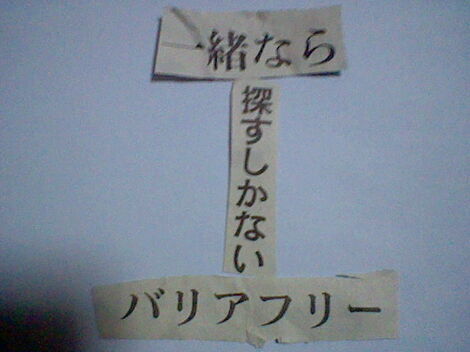 一緒なら
探すしかない
バリアフリー